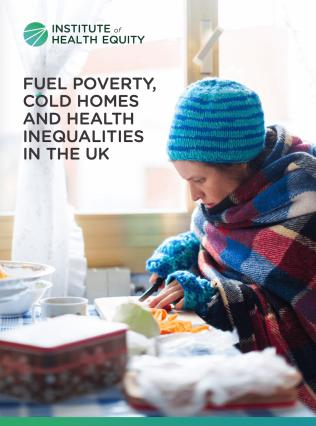 INSTITUTE of
HEALTH EQUITY
FUEL POVERTY,
COLD HOMES
AND HEALTH
INEQUALITIES
IN THE UK